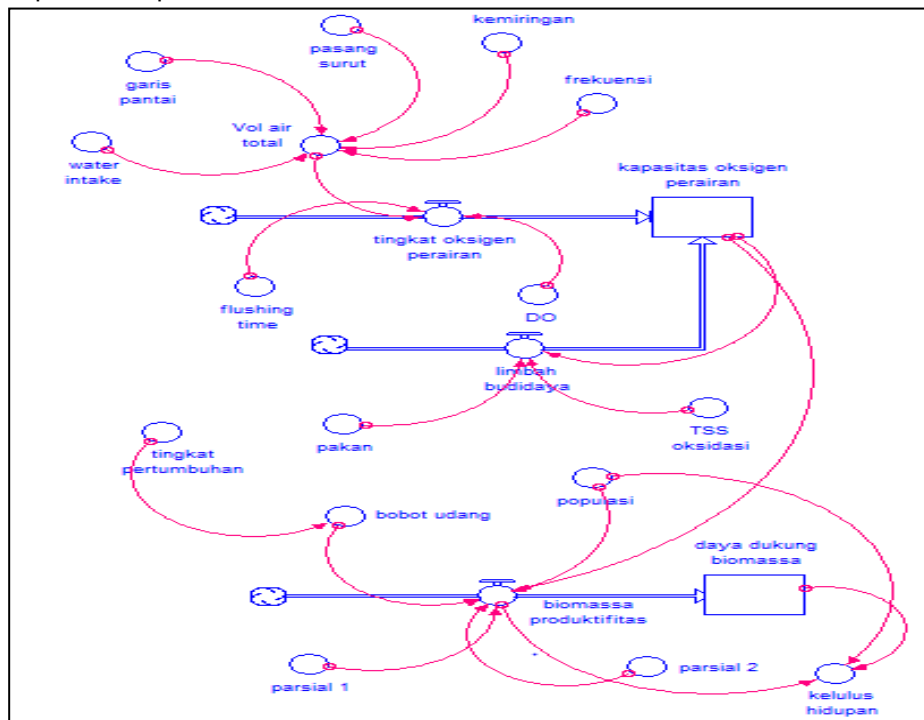 kemiringan
pasang
surut
garis
pantai
frekuensi
Vol air
total
water
intake
kapasitas oksigen
perairan
tingkat oksigen
perairan
flushing
time
DO
limbah
budidaya
pakan
TSS
oksidasi
tingkat
pertumbuhan
populasi
bobot udang
daya dukung
biomassa
biomassa
produktifitas
parsial 1
parsial 2
kelulus
hidupan